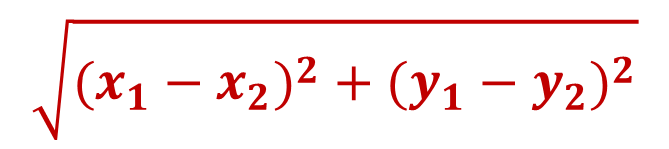 √(x₁ − x₂)² + (y₁ − y₂)²